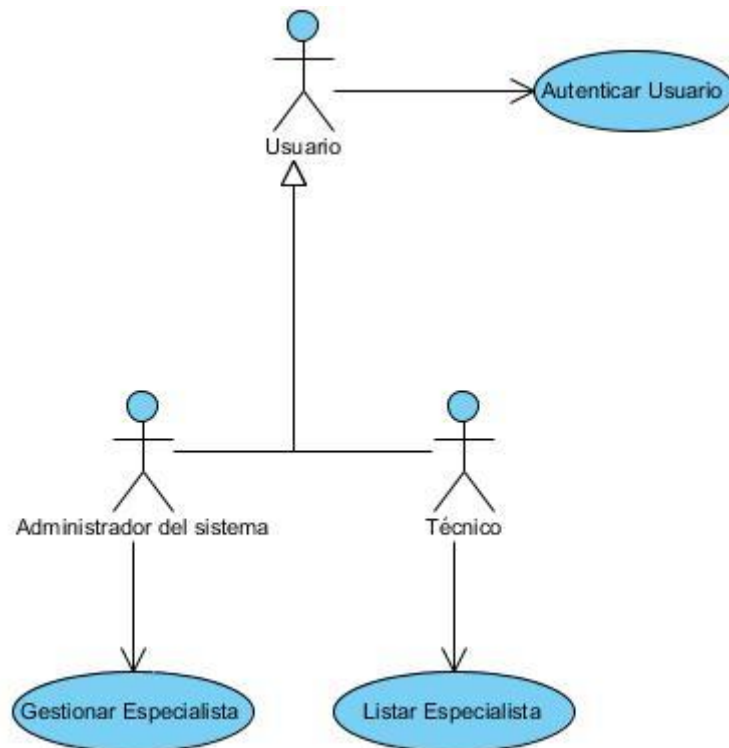 Autenticar Usuario
Usuario
Administrador del sistema
Técnico
Gestionar Especialista
Listar Especialista